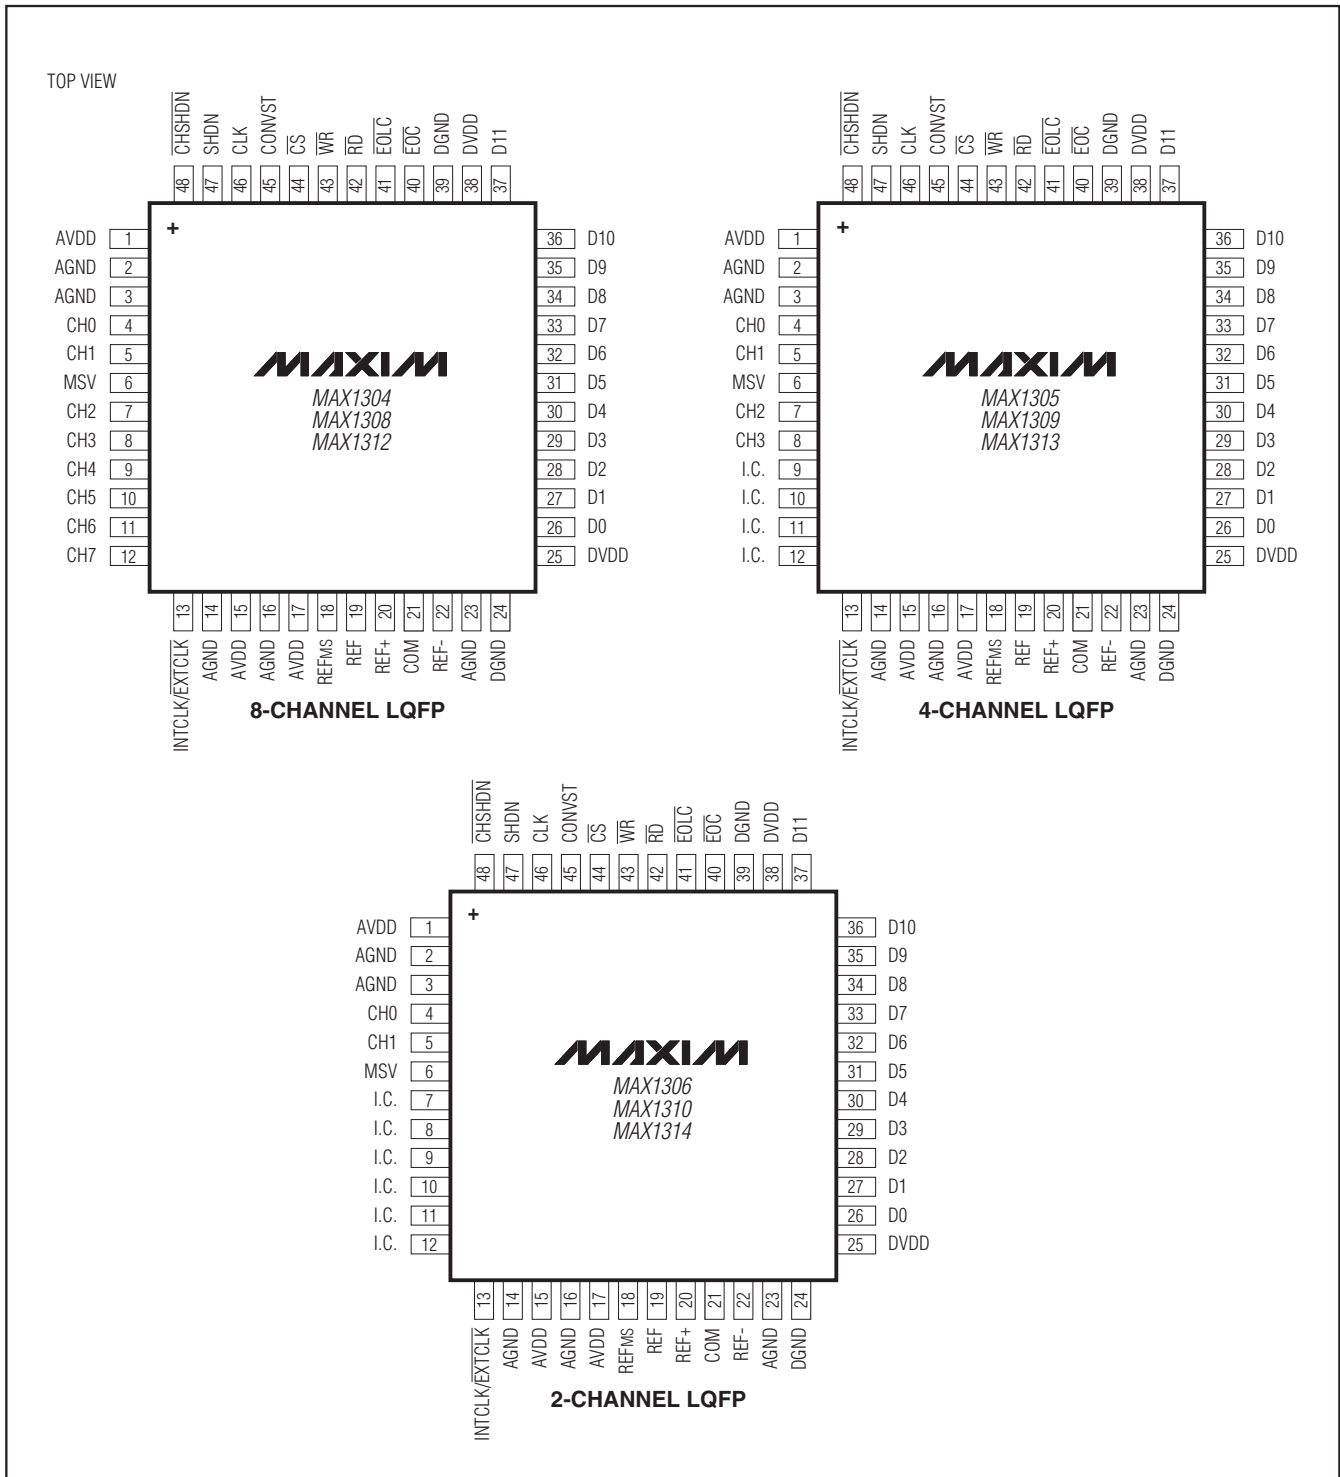 TOP VIEW
CHSHDN SHDN CLK CONVST CS WR RD EOLC EOC DGND DVDD D11
48 47 46 45 44 43 42 41 40 39 38 37
+
AVDD 1
AGND 2
AGND 3
CH0 4
CH1 5
MSV 6
CH2 7
CH3 8
CH4 9
CH5 10
CH6 11
CH7 12
MAXIM
MAX1304
MAX1308
MAX1312
36 D10
35 D9
34 D8
33 D7
32 D6
31 D5
30 D4
29 D3
28 D2
27 D1
26 D0
25 DVDD
13 14 15 16 17 18 19 20 21 22 23 24
INTCLK/EXTCLK AGND AVDD AGND AVDD REFMS REF REF+ COM REF- AGND DGND
8-CHANNEL LQFP
CHSHDN SHDN CLK CONVST CS WR RD EOLC EOC DGND DVDD D11
48 47 46 45 44 43 42 41 40 39 38 37
+
AVDD 1
AGND 2
AGND 3
CH0 4
CH1 5
MSV 6
CH2 7
CH3 8
I.C. 9
I.C. 10
I.C. 11
I.C. 12
MAXIM
MAX1305
MAX1309
MAX1313
36 D10
35 D9
34 D8
33 D7
32 D6
31 D5
30 D4
29 D3
28 D2
27 D1
26 D0
25 DVDD
13 14 15 16 17 18 19 20 21 22 23 24
INTCLK/EXTCLK AGND AVDD AGND AVDD REFMS REF REF+ COM REF- AGND DGND
4-CHANNEL LQFP
CHSHDN SHDN CLK CONVST CS WR RD EOLC EOC DGND DVDD D11
48 47 46 45 44 43 42 41 40 39 38 37
+
AVDD 1
AGND 2
AGND 3
CH0 4
CH1 5
MSV 6
I.C. 7
I.C. 8
I.C. 9
I.C. 10
I.C. 11
I.C. 12
MAXIM
MAX1306
MAX1310
MAX1314
36 D10
35 D9
34 D8
33 D7
32 D6
31 D5
30 D4
29 D3
28 D2
27 D1
26 D0
25 DVDD
13 14 15 16 17 18 19 20 21 22 23 24
INTCLK/EXTCLK AGND AVDD AGND AVDD REFMS REF REF+ COM REF- AGND DGND
2-CHANNEL LQFP